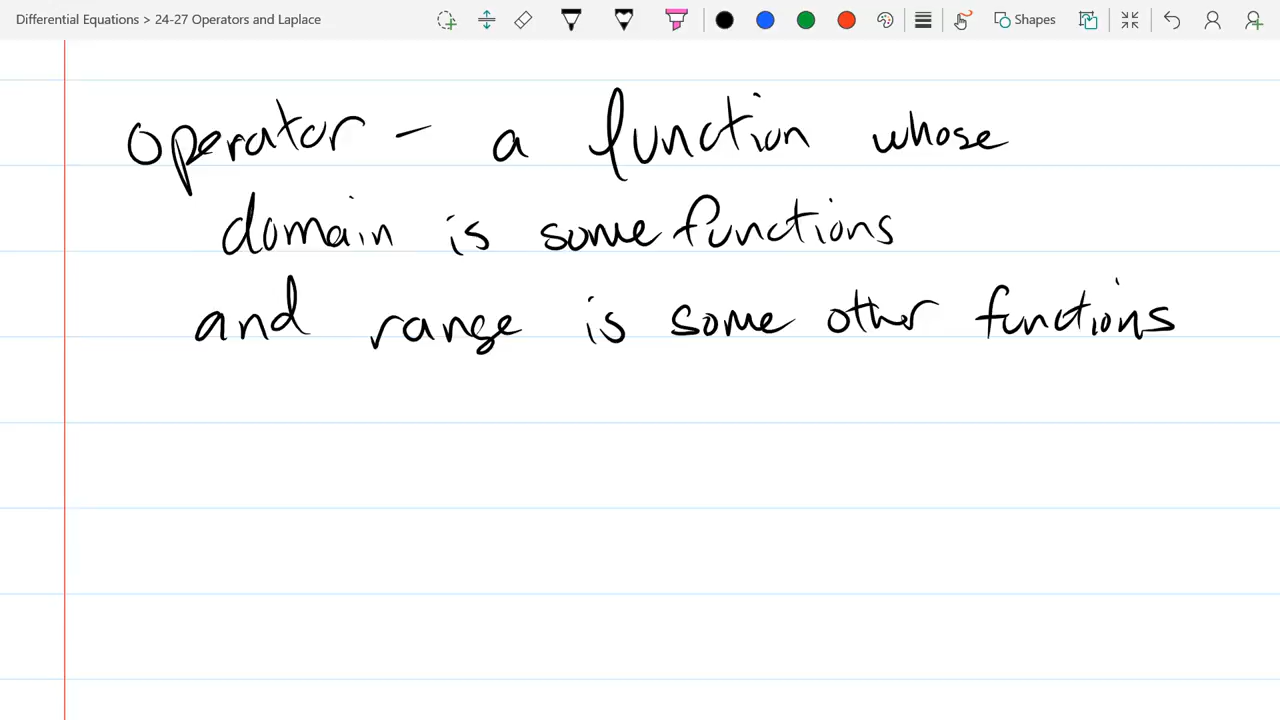 Differential Equations > 24-27 Operators and Laplace
Shapes
operator – a function whose
domain is some functions
and range is some other functions